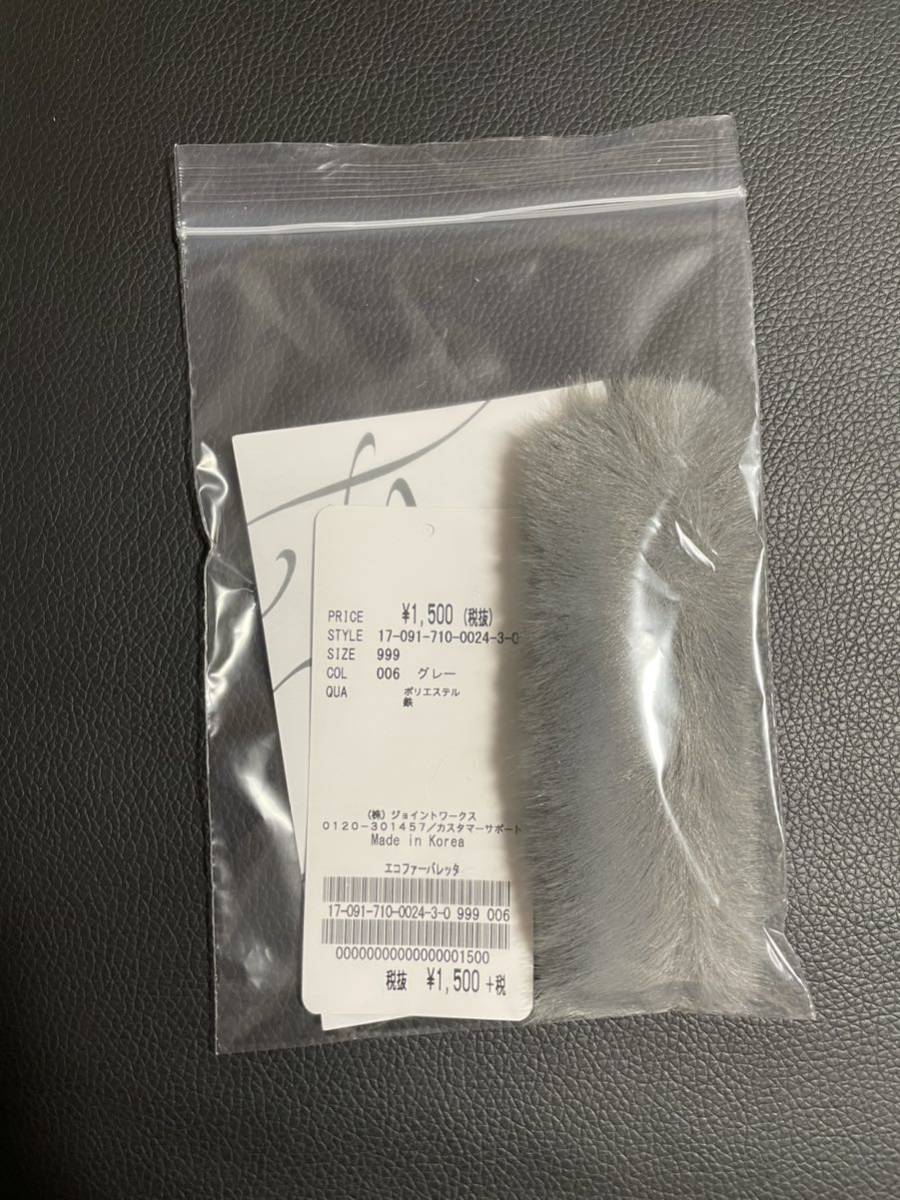 PRICE ¥1,500 (税抜)
STYLE 17-091-710-0024-3-0
SIZE 999
COL 006 グレー
QUA ポリエステル
鉄
(株) ジョイントワークス
0120-301457/カスタマーサポート
Made in Korea
エコファーバレッタ
17-091-710-0024-3-0 999 006
00000000000000001500
税抜 ¥1,500 +税